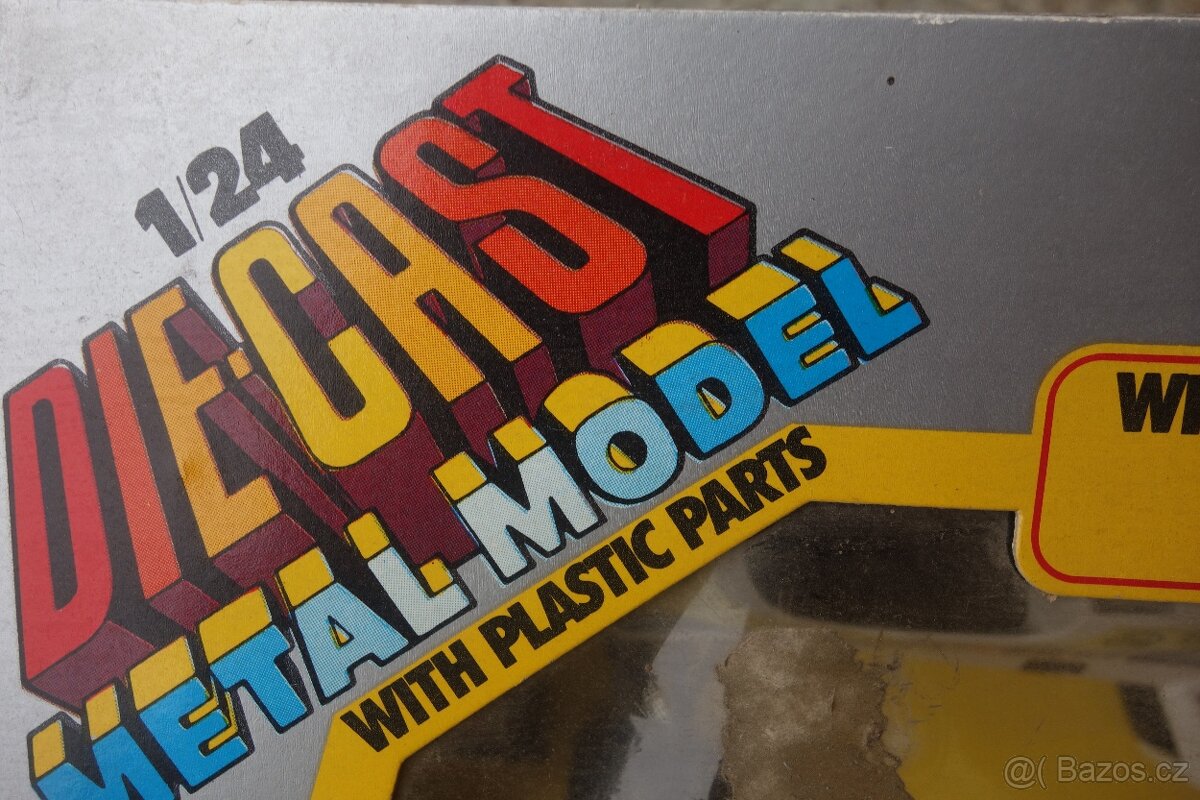 1/24
DIECAST
METAL MODEL
WITH PLASTIC PARTS
@( Bazos.cz